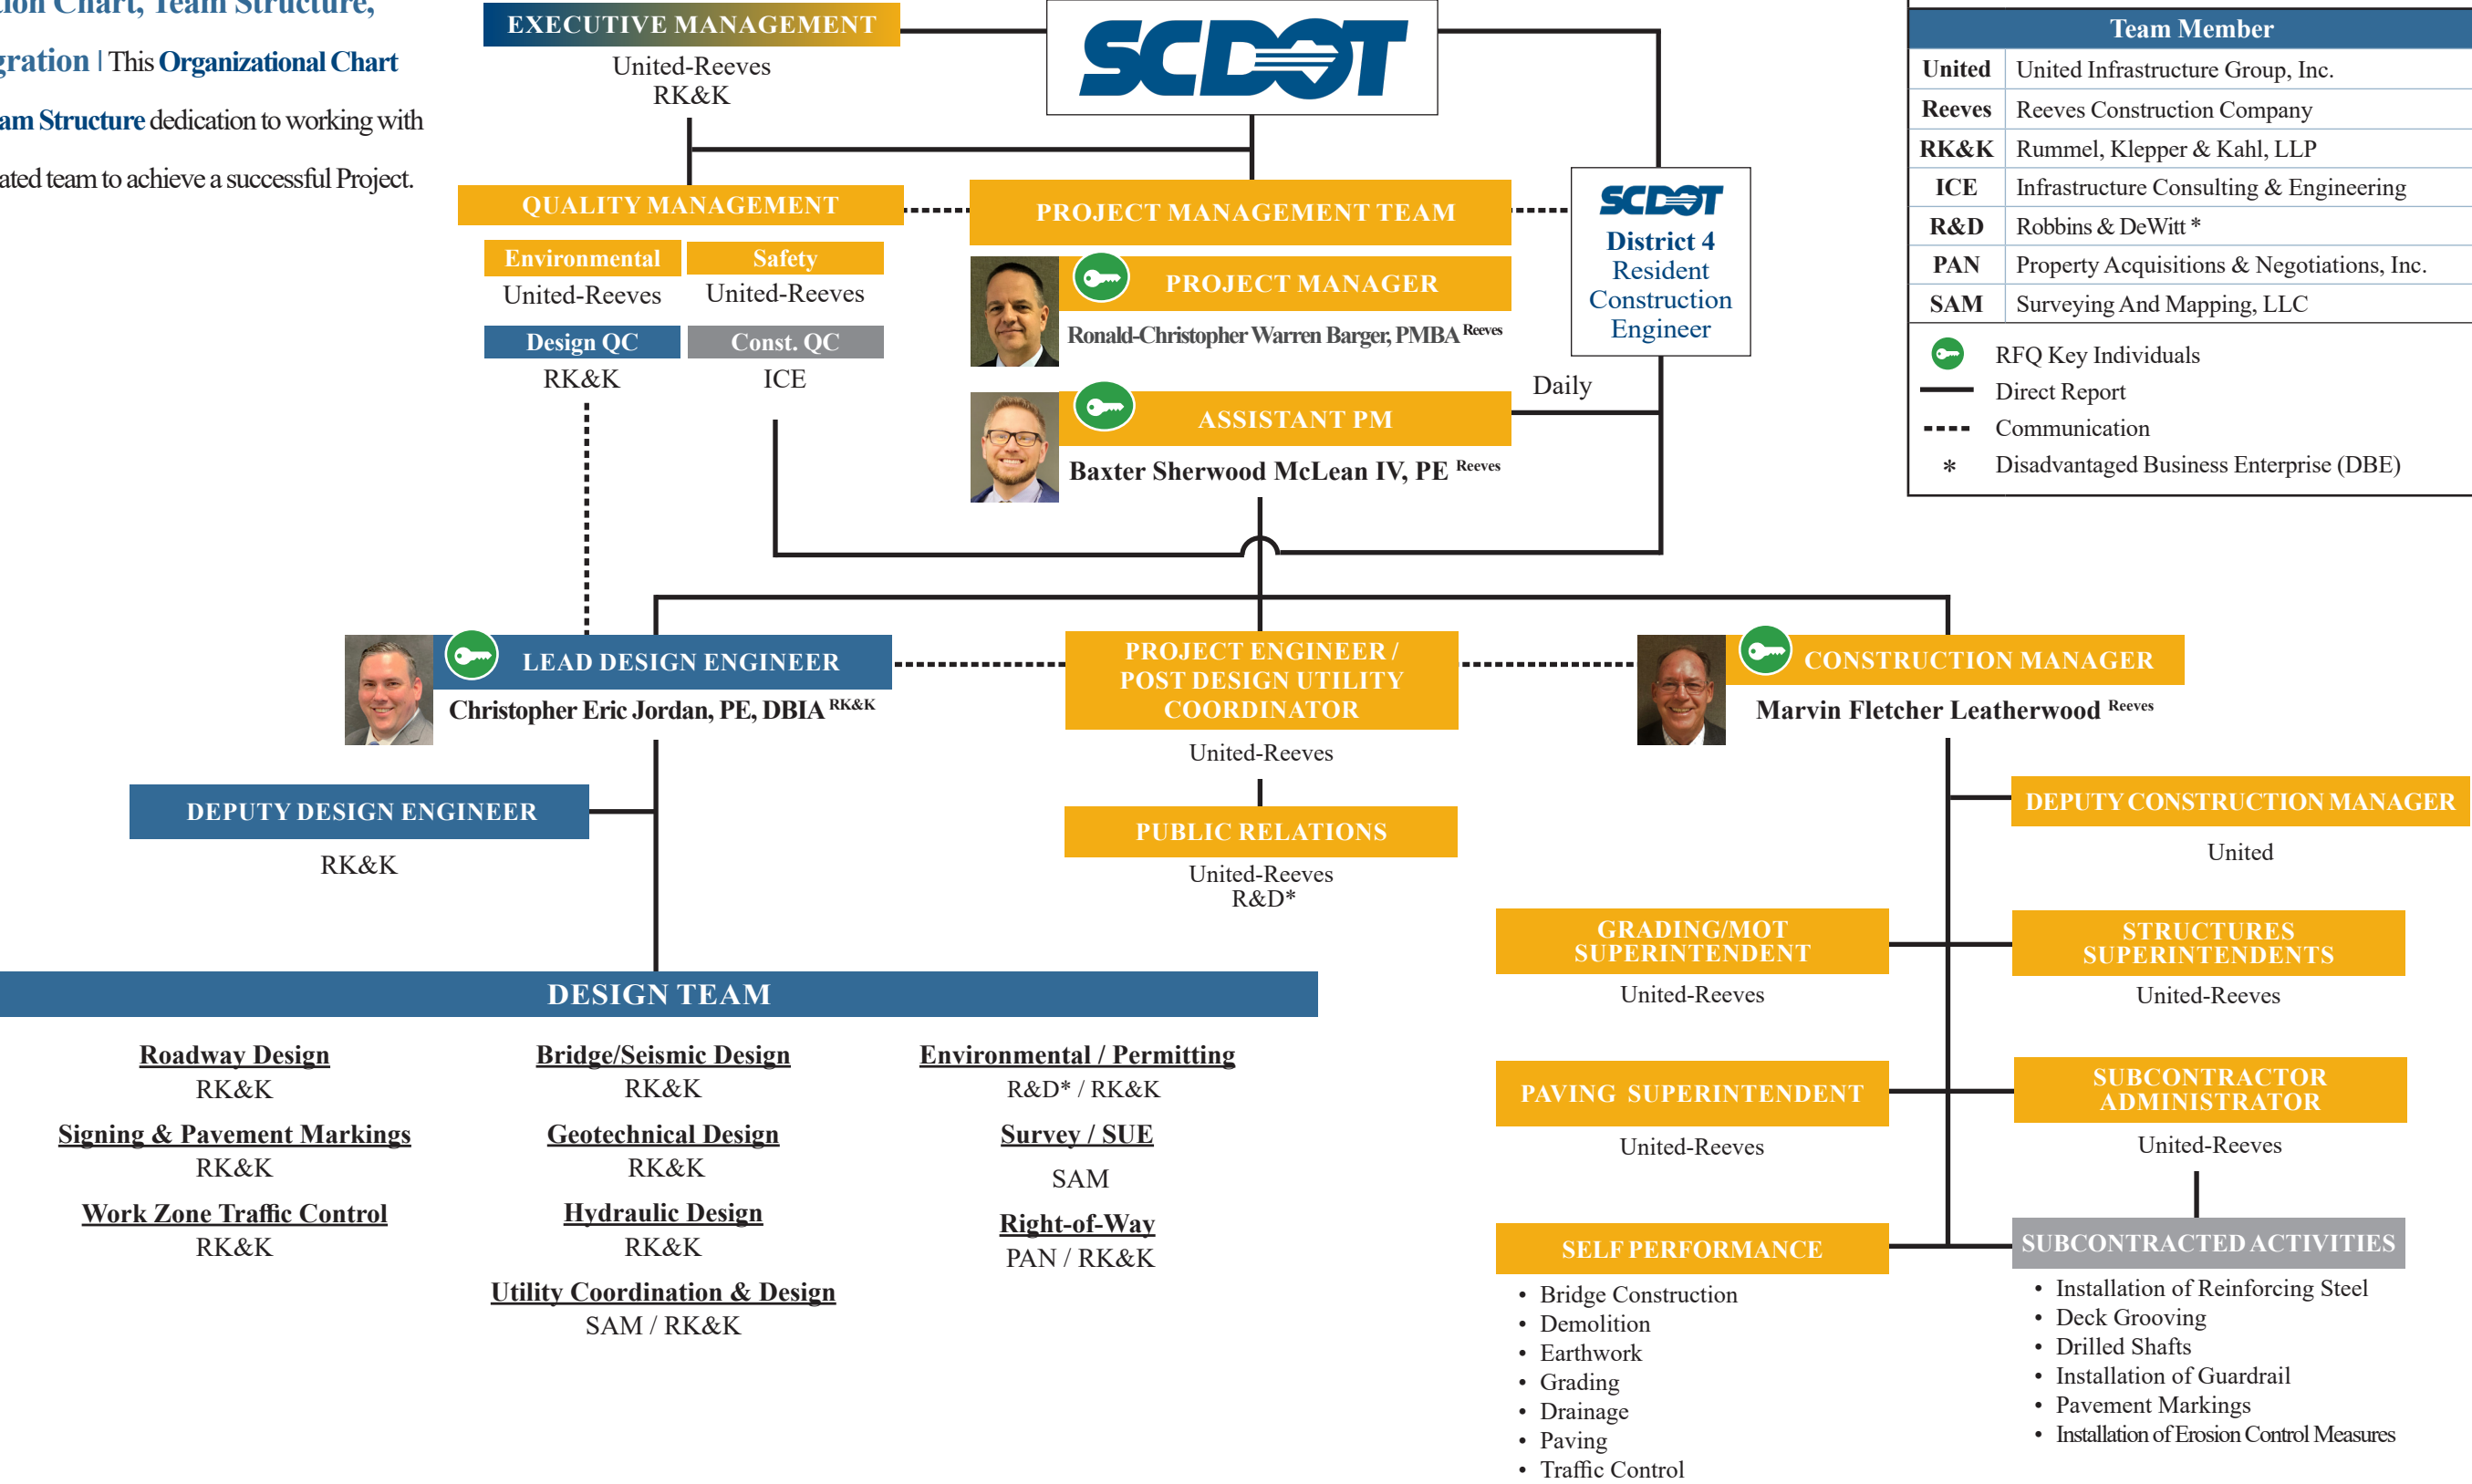 tion Chart, Team Structure,
gration | This Organizational Chart
am Structure dedication to working with
ated team to achieve a successful Project.
EXECUTIVE MANAGEMENT
United-Reeves
RK&K
SCDOT
QUALITY MANAGEMENT
Environmental
United-Reeves
Safety
United-Reeves
Design QC
RK&K
Const. QC
ICE
PROJECT MANAGEMENT TEAM
PROJECT MANAGER
Ronald-Christopher Warren Barger, PMBA Reeves
ASSISTANT PM
Baxter Sherwood McLean IV, PE Reeves
Daily
SCDOT
District 4
Resident
Construction
Engineer
Team Member
United United Infrastructure Group, Inc.
Reeves Reeves Construction Company
RK&K Rummel, Klepper & Kahl, LLP
ICE Infrastructure Consulting & Engineering
R&D Robbins & DeWitt *
PAN Property Acquisitions & Negotiations, Inc.
SAM Surveying And Mapping, LLC
RFQ Key Individuals
Direct Report
Communication
* Disadvantaged Business Enterprise (DBE)
LEAD DESIGN ENGINEER
Christopher Eric Jordan, PE, DBIA RK&K
PROJECT ENGINEER /
POST DESIGN UTILITY
COORDINATOR
United-Reeves
CONSTRUCTION MANAGER
Marvin Fletcher Leatherwood Reeves
DEPUTY DESIGN ENGINEER
RK&K
PUBLIC RELATIONS
United-Reeves
R&D*
DEPUTY CONSTRUCTION MANAGER
United
GRADING/MOT
SUPERINTENDENT
United-Reeves
STRUCTURES
SUPERINTENDENTS
United-Reeves
PAVING SUPERINTENDENT
United-Reeves
SUBCONTRACTOR
ADMINISTRATOR
United-Reeves
DESIGN TEAM
Roadway Design
RK&K
Signing & Pavement Markings
RK&K
Work Zone Traffic Control
RK&K
Bridge/Seismic Design
RK&K
Geotechnical Design
RK&K
Hydraulic Design
RK&K
Utility Coordination & Design
SAM / RK&K
Environmental / Permitting
R&D* / RK&K
Survey / SUE
SAM
Right-of-Way
PAN / RK&K
SELF PERFORMANCE
• Bridge Construction
• Demolition
• Earthwork
• Grading
• Drainage
• Paving
• Traffic Control
SUBCONTRACTED ACTIVITIES
• Installation of Reinforcing Steel
• Deck Grooving
• Drilled Shafts
• Installation of Guardrail
• Pavement Markings
• Installation of Erosion Control Measures